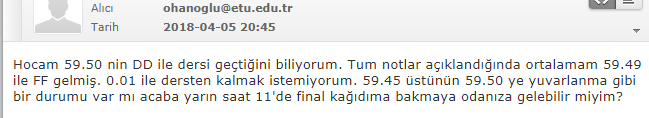 Alıcı ohanoglu@etu.edu.tr
Tarih 2018-04-05 20:45
Hocam 59.50 nin DD ile dersi geçtiğini biliyorum. Tum notlar açıklandığında ortalamam 59.49
ile FF gelmiş. 0.01 ile dersten kalmak istemiyorum. 59.45 üstünün 59.50 ye yuvarlanma gibi
bir durumu var mı acaba yarın saat 11'de final kağıdıma bakmaya odanıza gelebilir miyim?